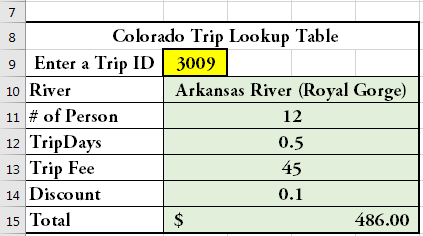 7
8 Colorado Trip Lookup Table
9 Enter a Trip ID 3009
10 River Arkansas River (Royal Gorge)
11 # of Person 12
12 TripDays 0.5
13 Trip Fee 45
14 Discount 0.1
15 Total $ 486.00